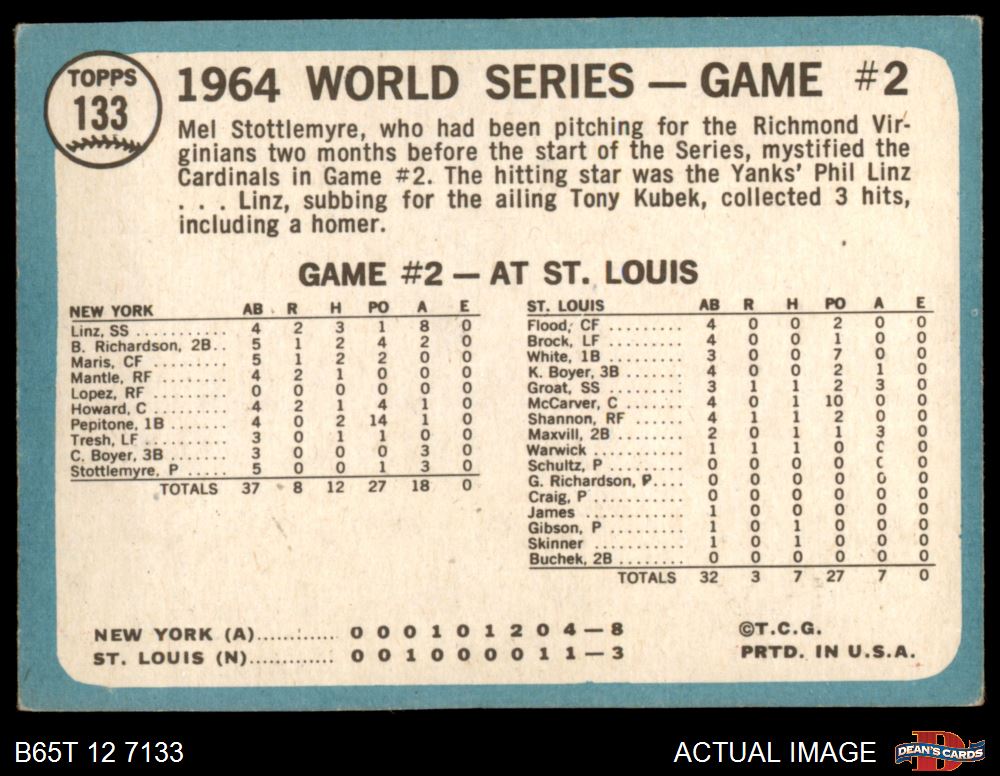 TOPPS
133
1964 WORLD SERIES — GAME #2
Mel Stottlemyre, who had been pitching for the Richmond Vir-
ginians two months before the start of the Series, mystified the
Cardinals in Game #2. The hitting star was the Yanks' Phil Linz
. . . Linz, subbing for the ailing Tony Kubek, collected 3 hits,
including a homer.
GAME #2 — AT ST. LOUIS
NEW YORK AB R H PO A E
Linz, SS ........... 4 2 3 1 8 0
B. Richardson, 2B.. 5 1 2 4 2 0
Maris, CF ......... 5 1 2 2 0 0
Mantle, RF ........ 4 2 1 0 0 0
Lopez, RF ......... 0 0 0 0 0 0
Howard, C ........ 4 2 1 4 1 0
Pepitone, 1B ...... 4 0 2 14 1 0
Tresh, LF ......... 3 0 1 1 0 0
C. Boyer, 3B ...... 3 0 0 0 3 0
Stottlemyre, P ..... 5 0 0 1 3 0
TOTALS 37 8 12 27 18 0
ST. LOUIS AB R H PO A E
Flood, CF ......... 4 0 0 2 0 0
Brock, LF ......... 4 0 0 1 0 0
White, 1B ......... 3 0 0 7 0 0
K. Boyer, 3B ...... 4 0 0 2 1 0
Groat, SS ......... 3 1 1 2 3 0
McCarver, C ....... 4 0 1 10 0 0
Shannon, RF ....... 4 1 1 2 0 0
Maxvill, 2B ....... 2 0 1 1 3 0
Warwick ........... 1 1 1 0 0 0
Schultz, P ........ 0 0 0 0 0 0
G. Richardson, P.... 0 0 0 0 0 0
Craig, P .......... 0 0 0 0 0 0
James ............. 1 0 0 0 0 0
Gibson, P ......... 1 0 1 0 0 0
Skinner ........... 1 0 1 0 0 0
Buchek, 2B ........ 0 0 0 0 0 0
TOTALS 32 3 7 27 7 0
NEW YORK (A)............ 0 0 0 1 0 1 2 0 4 — 8
ST. LOUIS (N)............ 0 0 1 0 0 0 0 1 1 — 3
©T.C.G.
PRTD. IN U.S.A.
B65T 12 7133
ACTUAL IMAGE
D
DEAN'S CARDS